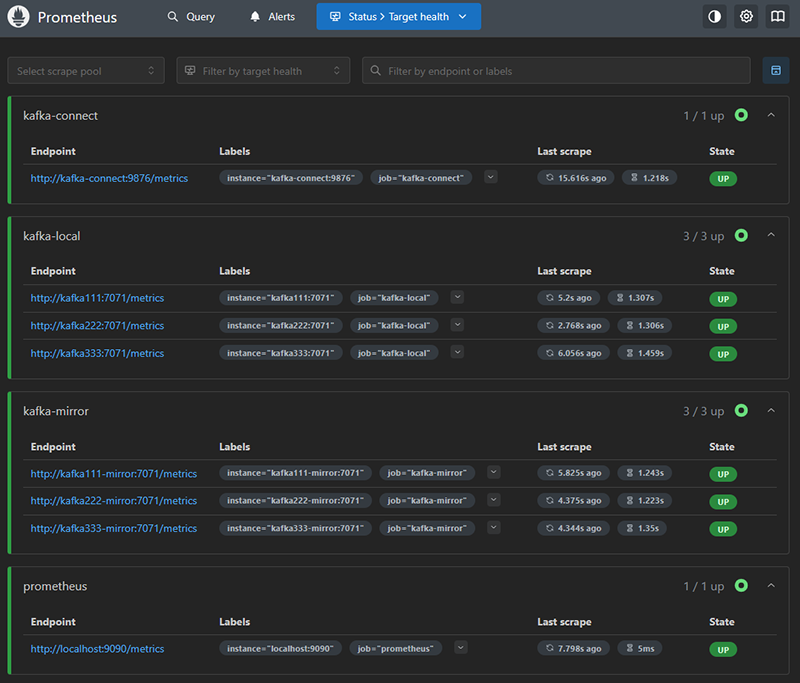 Prometheus Query Alerts Status > Target health
Select scrape pool Filter by target health Filter by endpoint or labels
kafka-connect 1 / 1 up
Endpoint Labels Last scrape State
http://kafka-connect:9876/metrics instance="kafka-connect:9876" job="kafka-connect" 15.616s ago 1.218s UP
kafka-local 3 / 3 up
Endpoint Labels Last scrape State
http://kafka111:7071/metrics instance="kafka111:7071" job="kafka-local" 5.2s ago 1.307s UP
http://kafka222:7071/metrics instance="kafka222:7071" job="kafka-local" 2.768s ago 1.306s UP
http://kafka333:7071/metrics instance="kafka333:7071" job="kafka-local" 6.056s ago 1.459s UP
kafka-mirror 3 / 3 up
Endpoint Labels Last scrape State
http://kafka111-mirror:7071/metrics instance="kafka111-mirror:7071" job="kafka-mirror" 5.825s ago 1.243s UP
http://kafka222-mirror:7071/metrics instance="kafka222-mirror:7071" job="kafka-mirror" 4.375s ago 1.223s UP
http://kafka333-mirror:7071/metrics instance="kafka333-mirror:7071" job="kafka-mirror" 4.344s ago 1.35s UP
prometheus 1 / 1 up
Endpoint Labels Last scrape State
http://localhost:9090/metrics instance="localhost:9090" job="prometheus" 7.798s ago 5ms UP